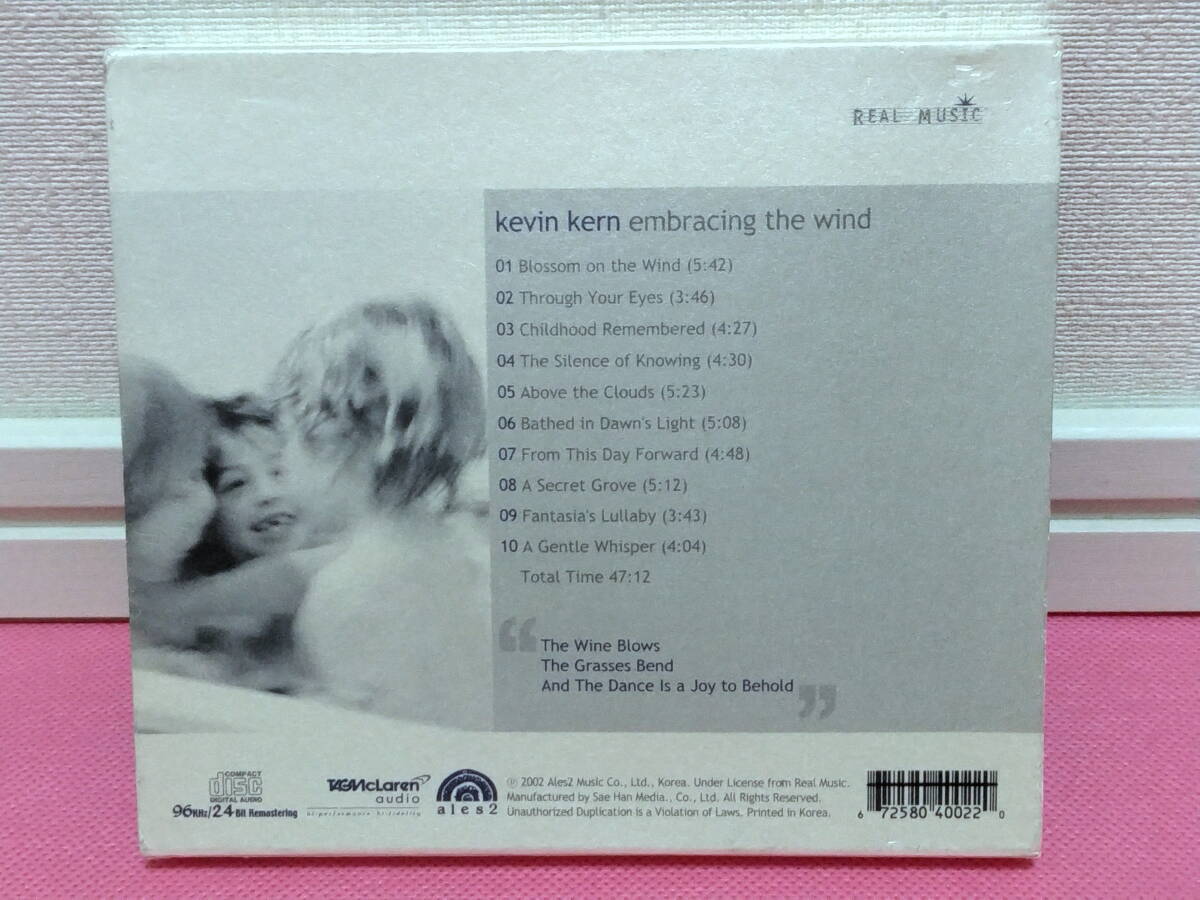 REAL MUSIC
kevin kern embracing the wind
01 Blossom on the Wind (5:42)
02 Through Your Eyes (3:46)
03 Childhood Remembered (4:27)
04 The Silence of Knowing (4:30)
05 Above the Clouds (5:23)
06 Bathed in Dawn's Light (5:08)
07 From This Day Forward (4:48)
08 A Secret Grove (5:12)
09 Fantasia's Lullaby (3:43)
10 A Gentle Whisper (4:04)
Total Time 47:12
“ The Wine Blows
The Grasses Bend
And The Dance Is a Joy to Behold ”
COMPACT
disc
DIGITAL AUDIO
96KHz/24Bit Remastering
TAGMcLaren
audio
hi-performance hi-fidelity
ales2
℗ 2002 Ales2 Music Co., Ltd., Korea. Under License from Real Music.
Manufactured by Sae Han Media., Co., Ltd. All Rights Reserved.
Unauthorized Duplication is a Violation of Laws. Printed in Korea.
6 72580 40022 0